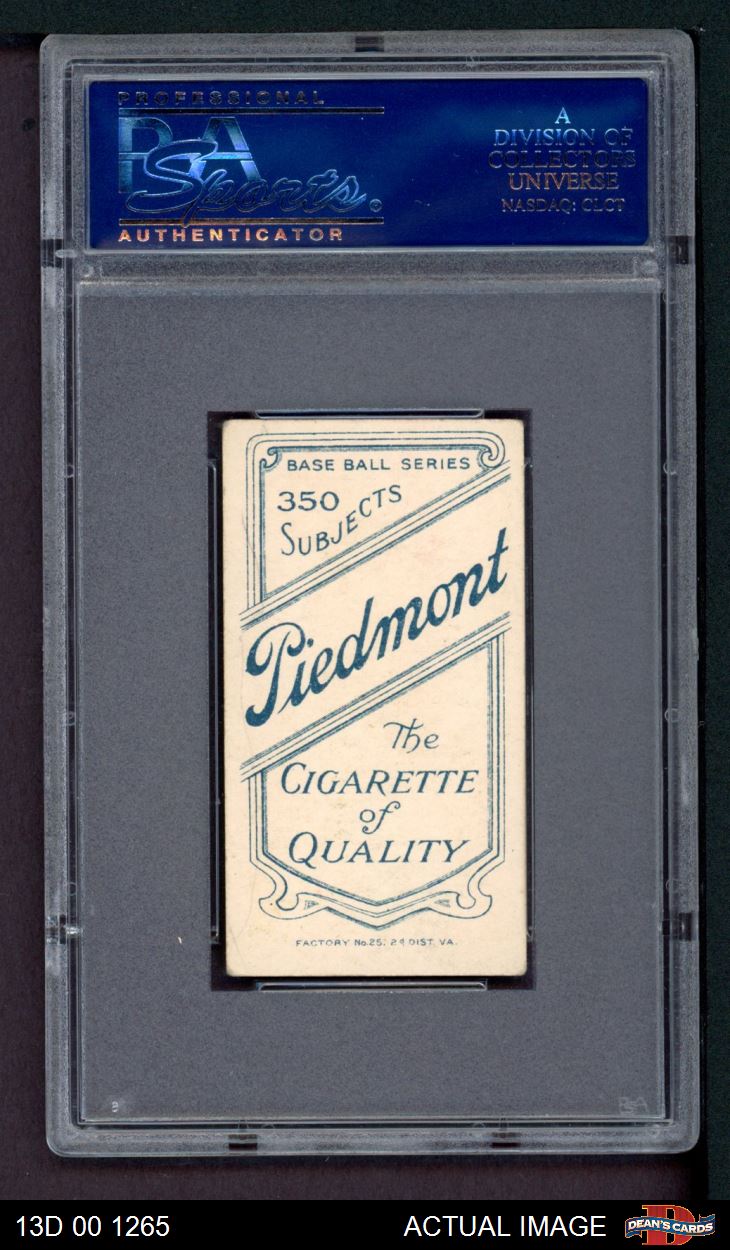 PROFESSIONAL
PSA
Sports®
AUTHENTICATOR
A
DIVISION OF
COLLECTORS
UNIVERSE
NASDAQ: CLCT
BASE BALL SERIES
350
SUBJECTS
Piedmont
The
CIGARETTE
of
QUALITY
FACTORY No. 25, 2d DIST. VA.
13D 00 1265
ACTUAL IMAGE
D
DEAN'S CARDS